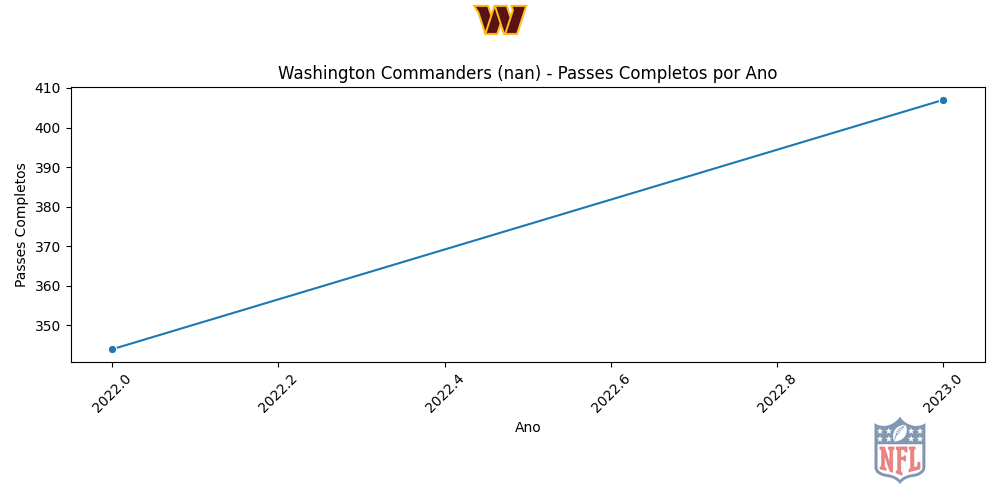 W
Washington Commanders (nan) - Passes Completos por Ano
410
400
390
380
370
360
350
Passes Completos
2022.0 2022.2 2022.4 2022.6 2022.8 2023.0
Ano
NFL